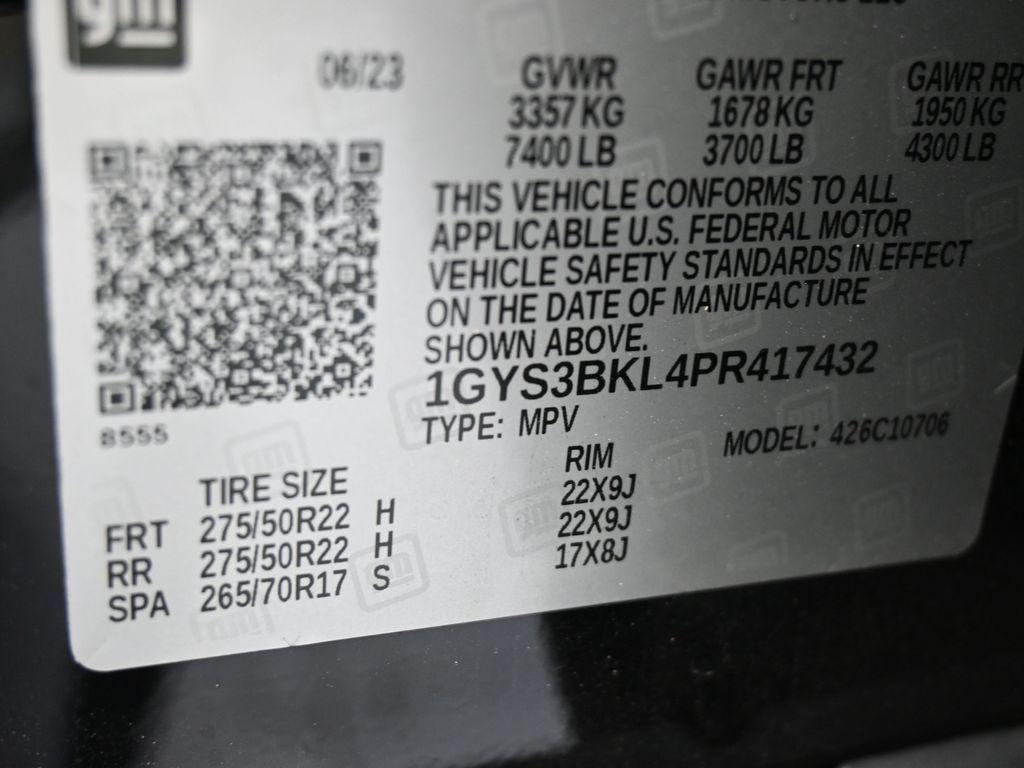 gm
06/23
GVWR GAWR FRT GAWR RR
3357 KG 1678 KG 1950 KG
7400 LB 3700 LB 4300 LB
THIS VEHICLE CONFORMS TO ALL
APPLICABLE U.S. FEDERAL MOTOR
VEHICLE SAFETY STANDARDS IN EFFECT
ON THE DATE OF MANUFACTURE
SHOWN ABOVE.
1GYS3BKL4PR417432
TYPE: MPV
MODEL: 426C10706
8555
TIRE SIZE RIM
FRT 275/50R22 H 22X9J
RR 275/50R22 H 22X9J
SPA 265/70R17 S 17X8J